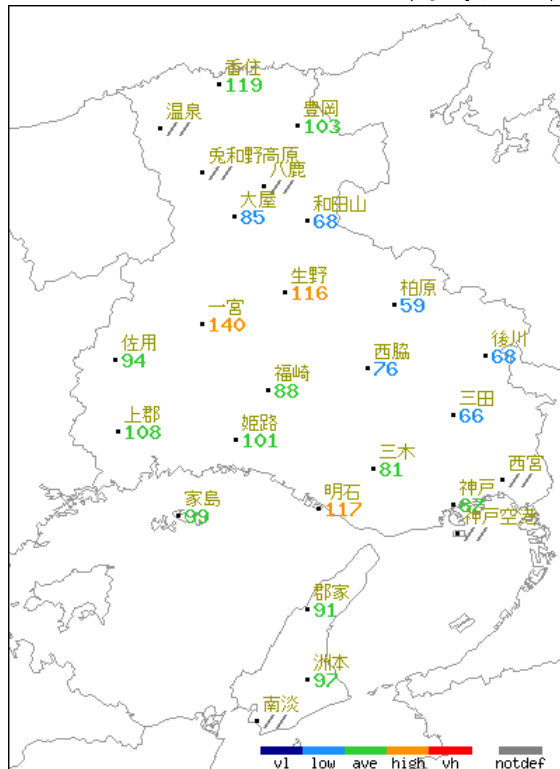 香住
119
温泉
//
豊岡
103
兎和野高原
//
八鹿
//
大屋
85
和田山
68
生野
116
柏原
59
一宮
140
佐用
94
西脇
76
後川
68
福崎
88
三田
66
上郡
108
姫路
101
三木
81
西宮
//
家島
99
明石
117
神戸
神戸空港
//
郡家
91
洲本
97
南淡
//
vl low ave high vh notdef